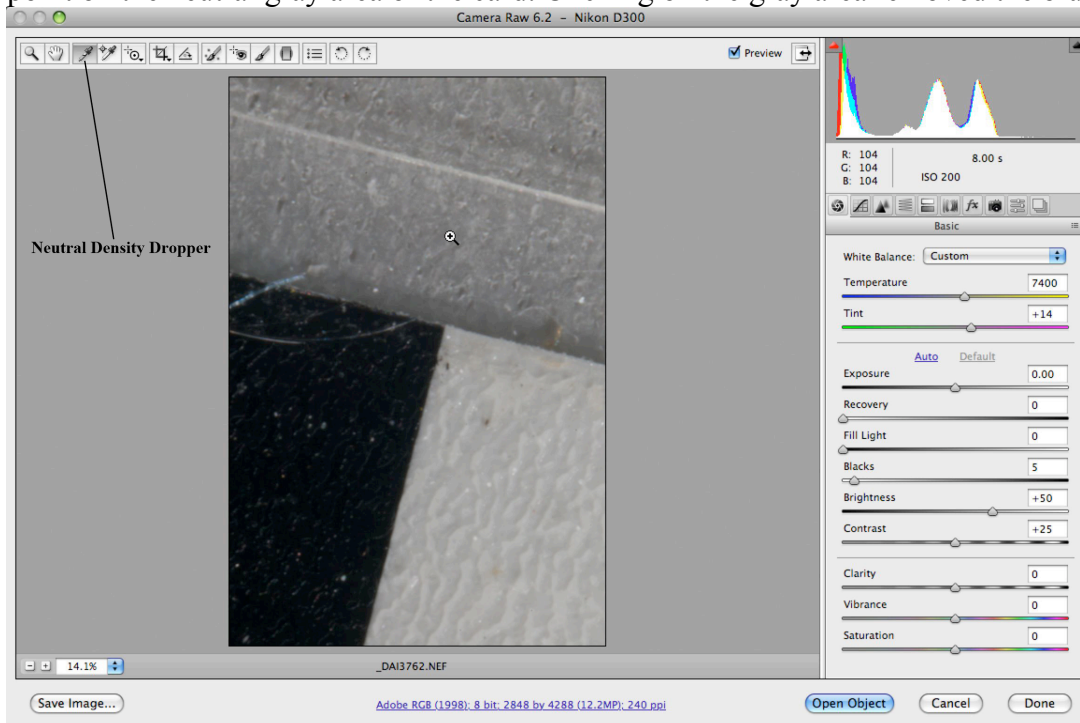 Camera Raw 6.2 – Nikon D300
Preview
R: 104
G: 104
B: 104
8.00 s
ISO 200
fx
Basic
Neutral Density Dropper
White Balance: Custom
Temperature 7400
Tint +14
Auto Default
Exposure 0.00
Recovery 0
Fill Light 0
Blacks 5
Brightness +50
Contrast +25
Clarity 0
Vibrance 0
Saturation 0
14.1% _DAI3762.NEF
Save Image... Adobe RGB (1998); 8 bit; 2848 by 4288 (12.2MP); 240 ppi Open Object Cancel Done